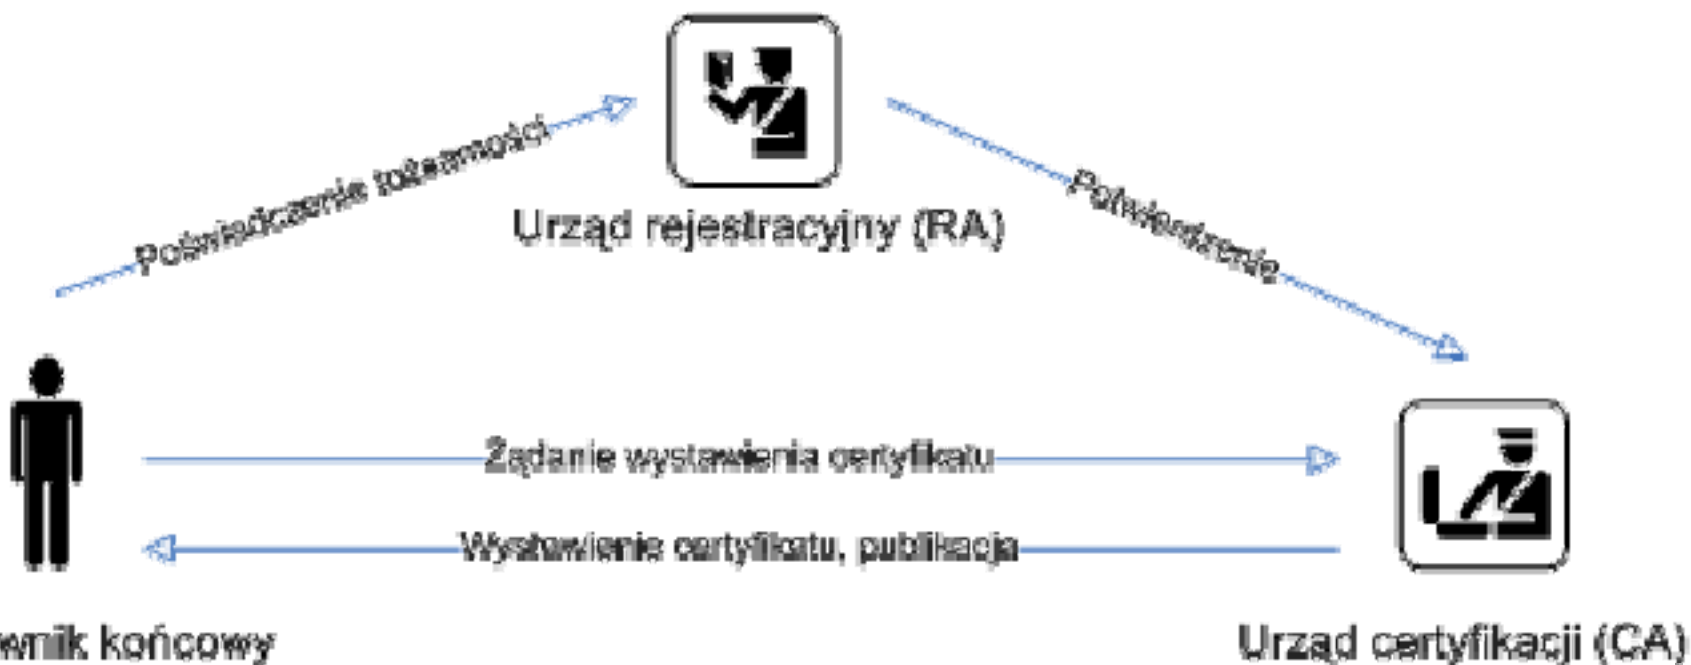 Poświadczenie tożsamości
Urząd rejestracyjny (RA)
Potwierdzenie
Żądanie wystawienia certyfikatu
Wystawienie certyfikatu, publikacja
wnik końcowy
Urząd certyfikacji (CA)